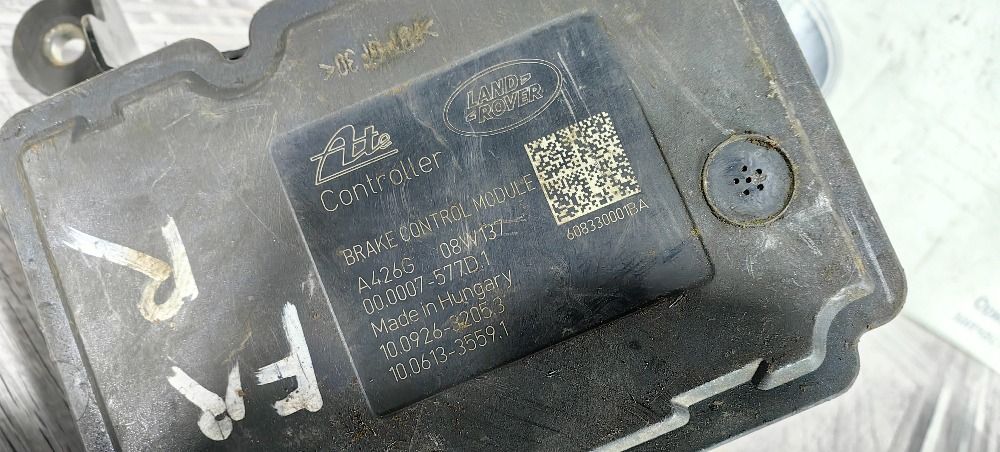 LAND-
-ROVER
Ate
Controller
BRAKE CONTROL MODULE
A426G 08W137
00.0007-577D.1
Made in Hungary
10.0926-3205.3
10.0613-3559.1
608330001BA